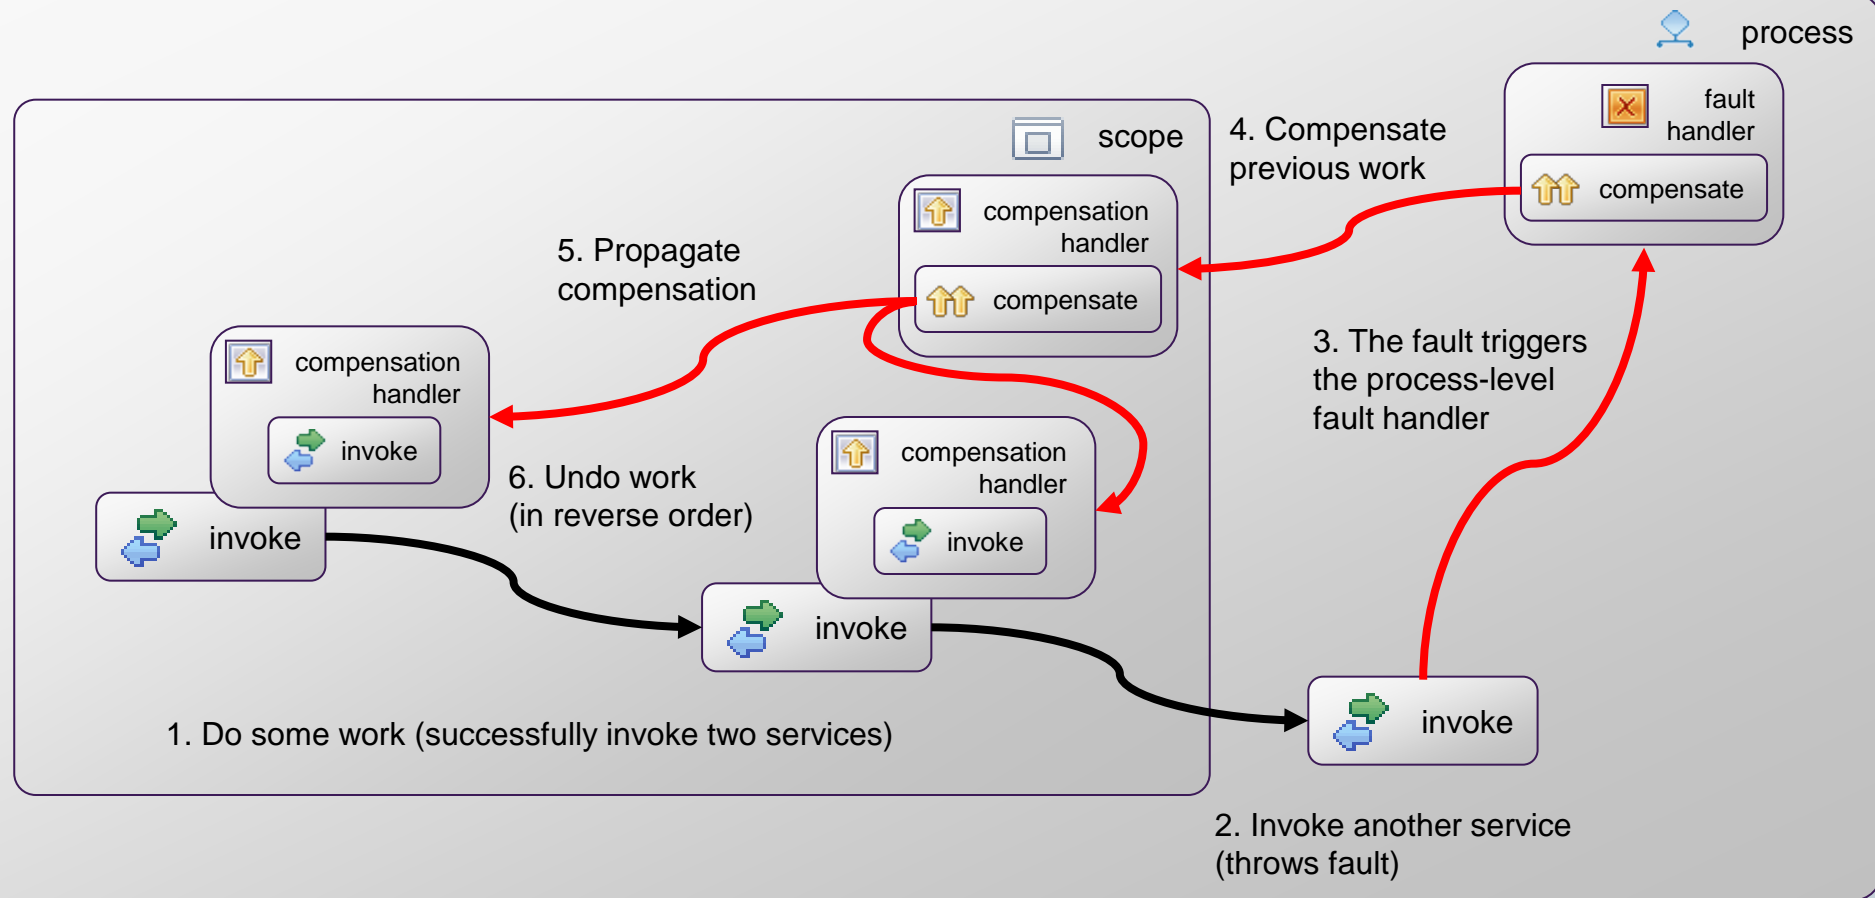 process
fault
handler
compensate
scope
4. Compensate
previous work
compensation
handler
compensate
5. Propagate
compensation
3. The fault triggers
the process-level
fault handler
compensation
handler
invoke
compensation
handler
invoke
6. Undo work
(in reverse order)
invoke
invoke
invoke
1. Do some work (successfully invoke two services)
2. Invoke another service
(throws fault)